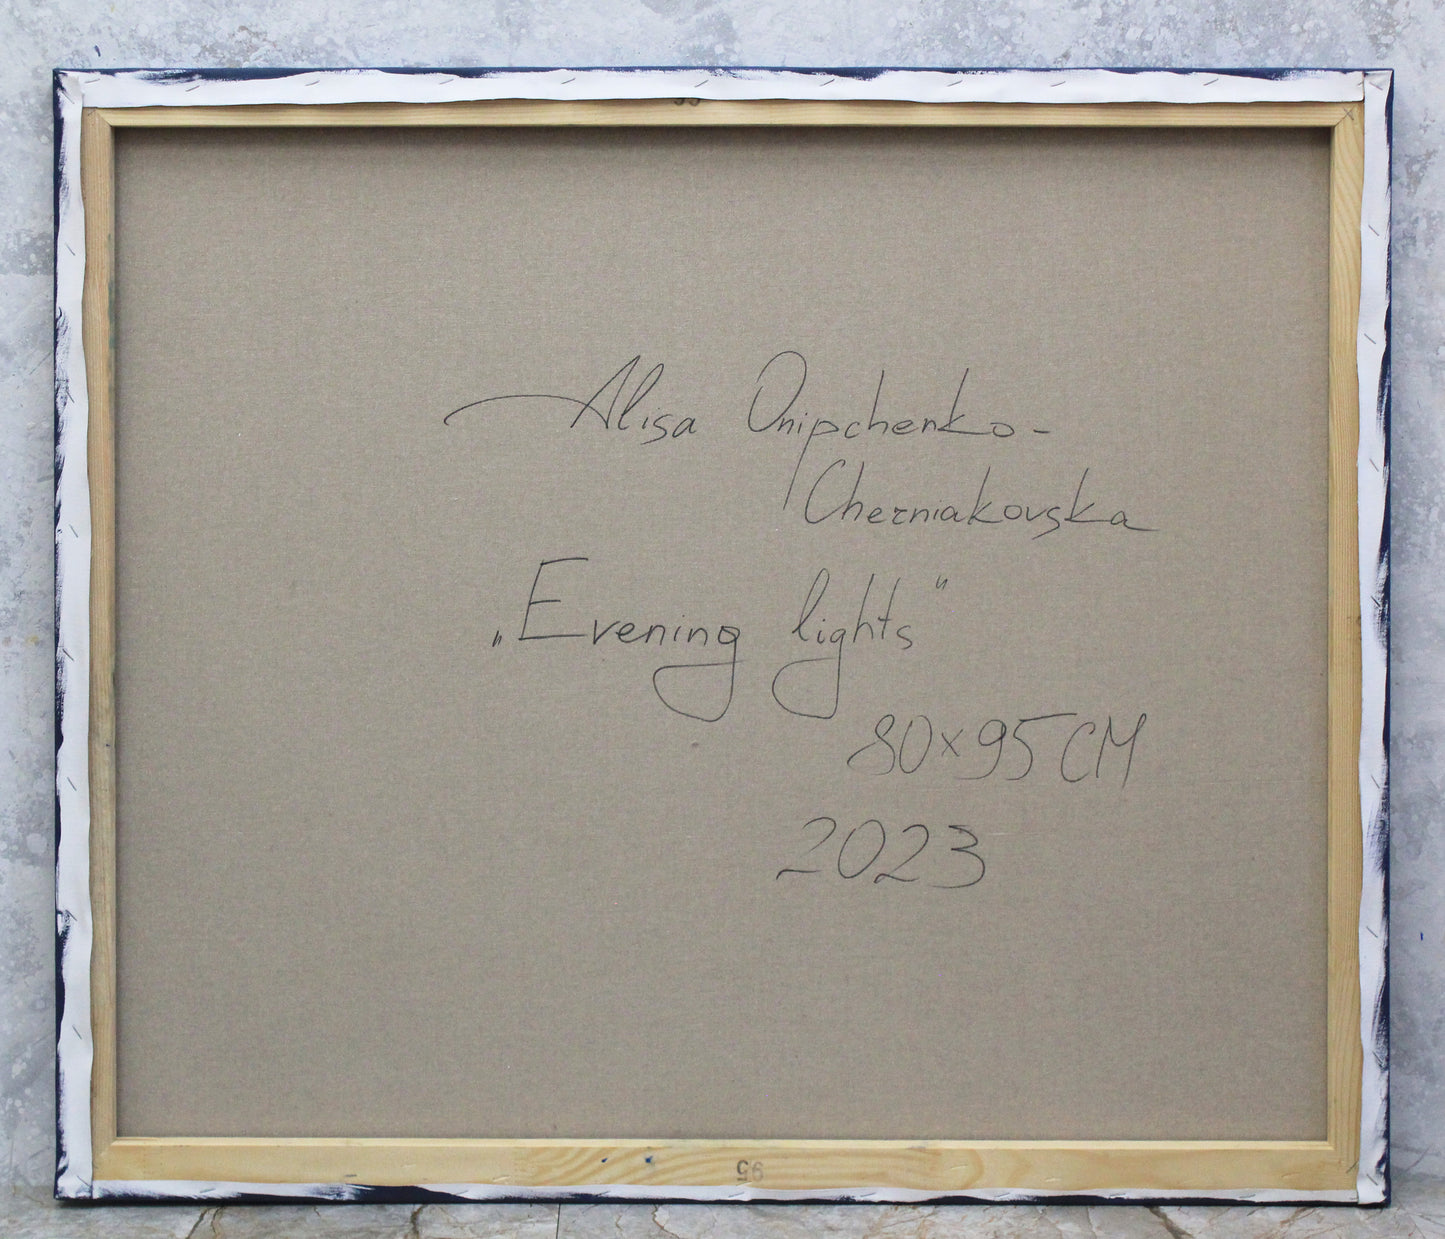 Alisa Onipchenko-
Cherniakovska
„Evening lights"
80×95 CM
2023
95